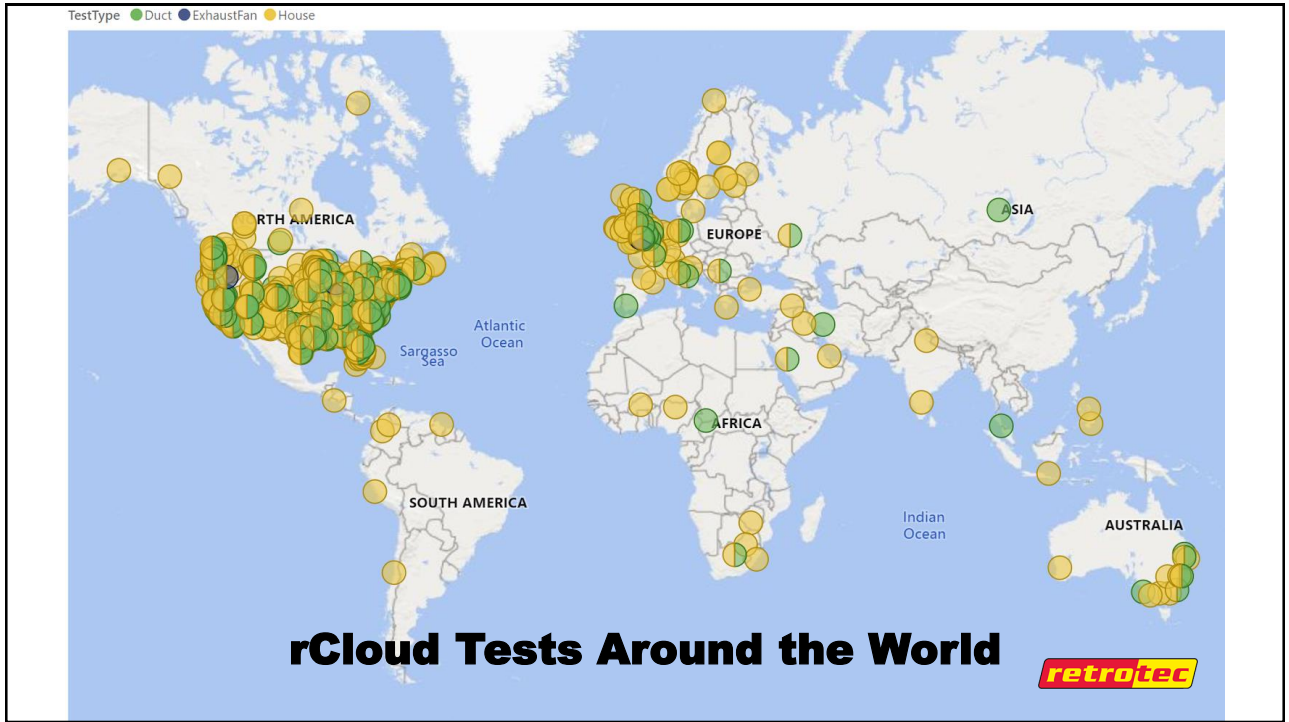 TestType Duct ExhaustFan House
RTH AMERICA
ASIA
EUROPE
Atlantic
Ocean
Sargasso
Sea
AFRICA
SOUTH AMERICA
Indian
Ocean
AUSTRALIA
rCloud Tests Around the World
retrotec